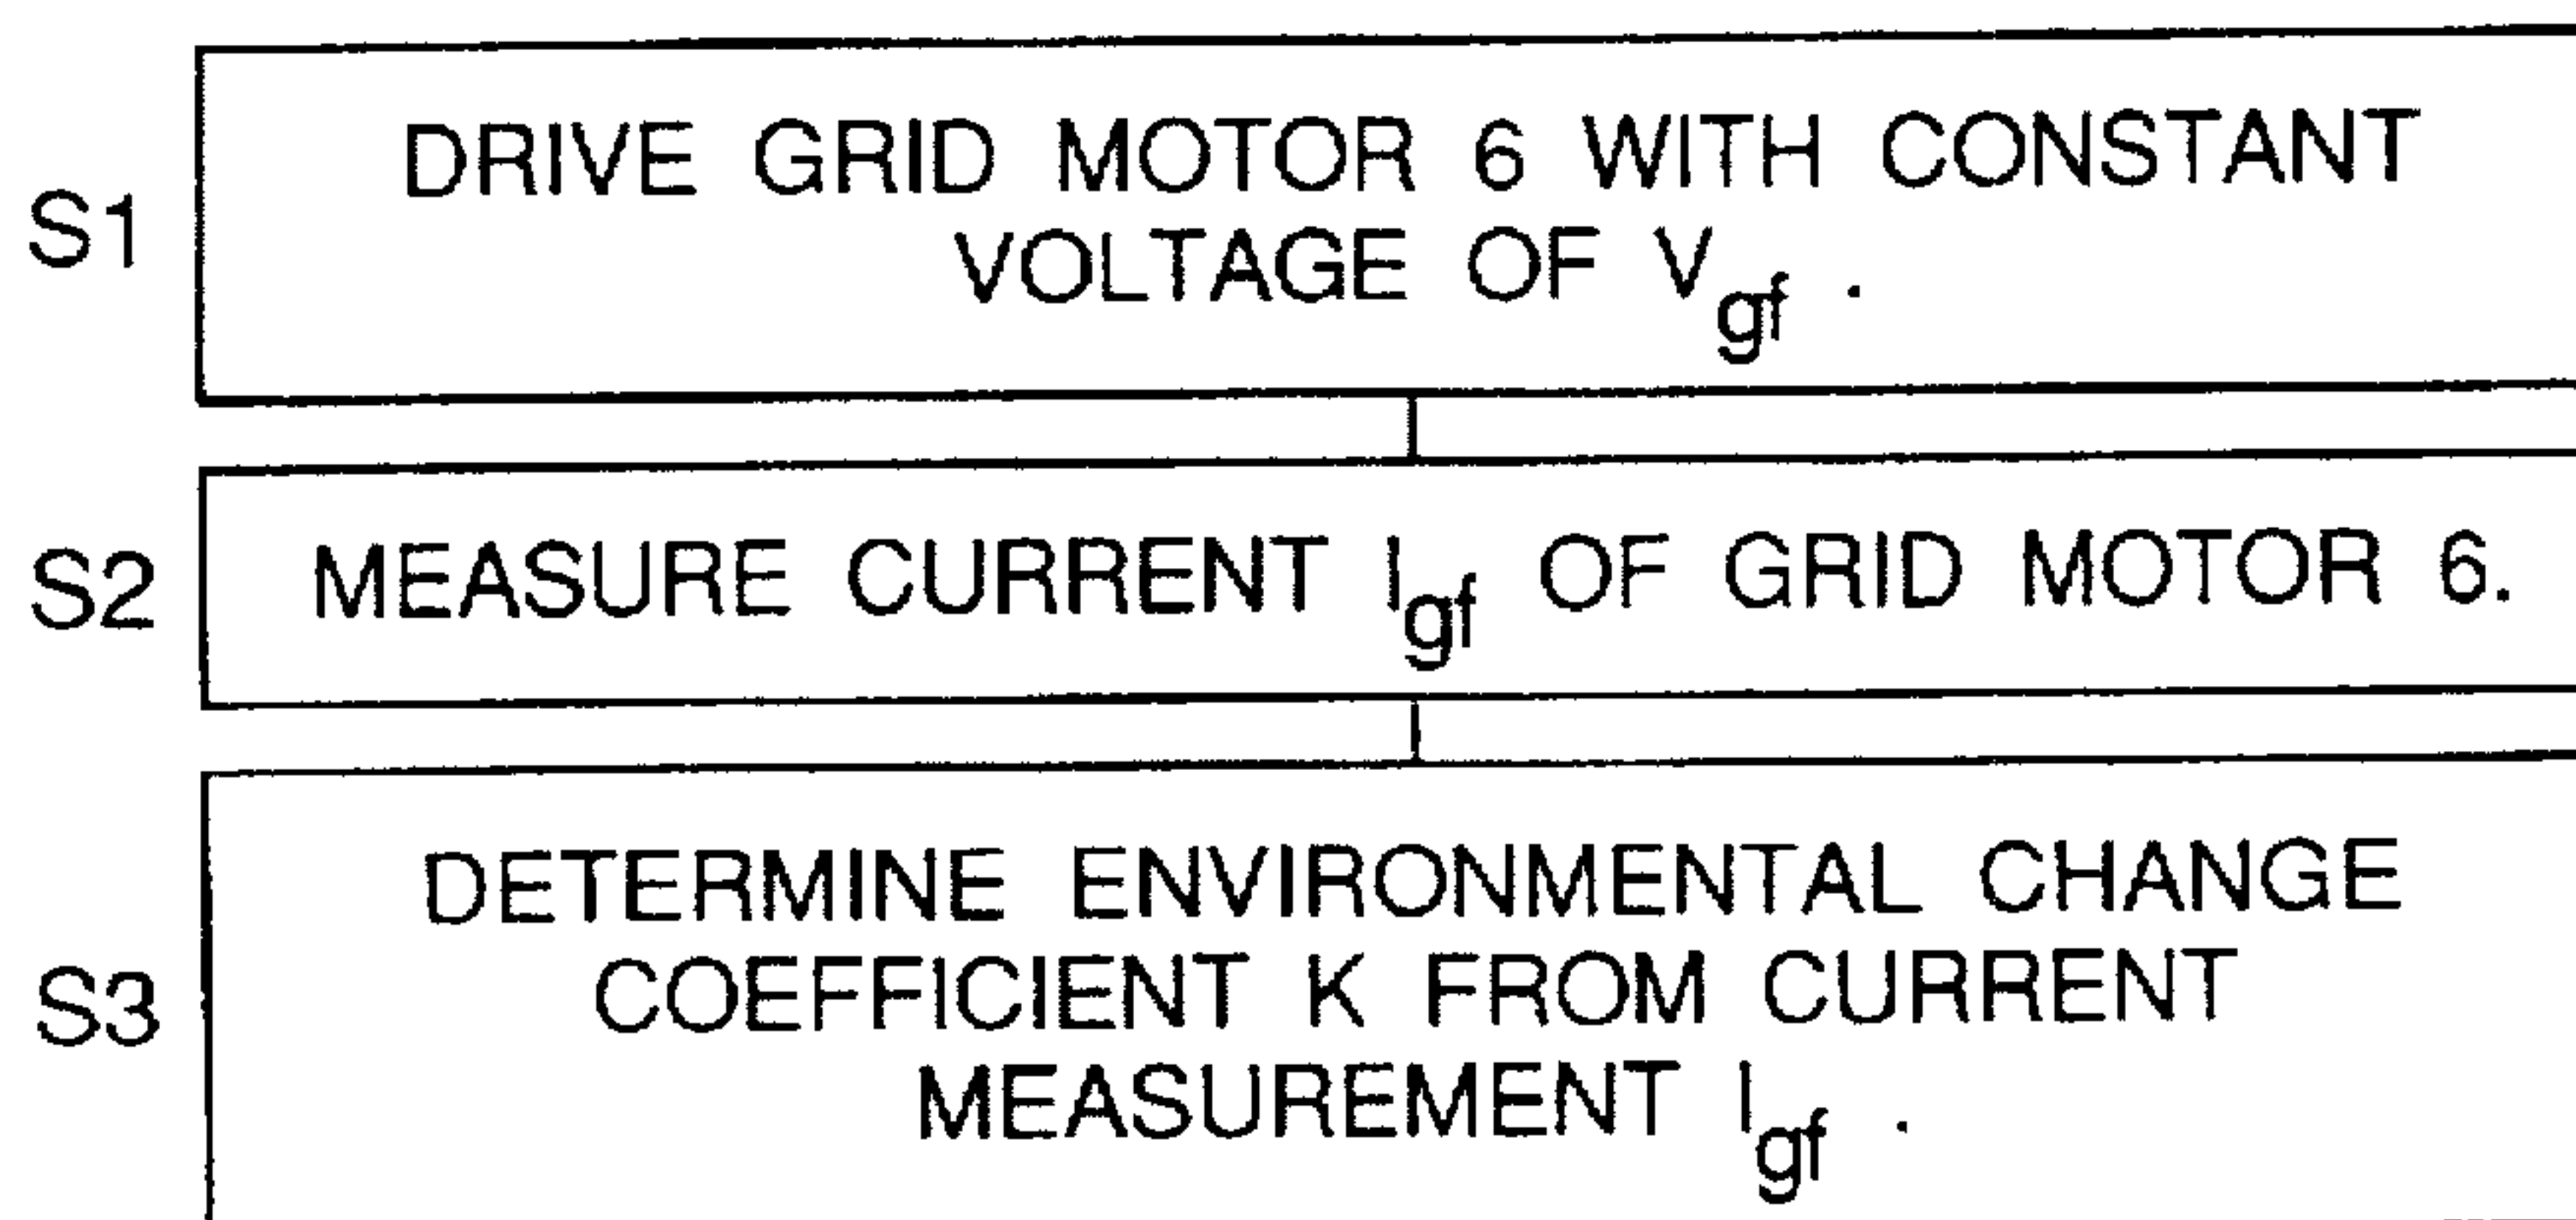 S1
DRIVE GRID MOTOR 6 WITH CONSTANT
VOLTAGE OF Vgf .
S2
MEASURE CURRENT Igf OF GRID MOTOR 6.
S3
DETERMINE ENVIRONMENTAL CHANGE
COEFFICIENT K FROM CURRENT
MEASUREMENT Igf .